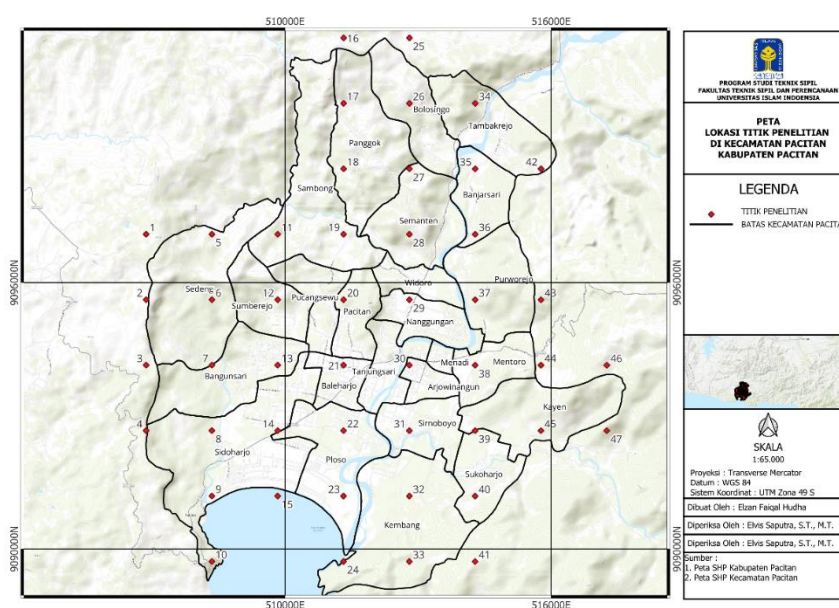 510000E 516000E
16
25
17
26
34
Bolosingo
Tambakrejo
Panggok
18
35
42
27
Sambong
Banjarsari
Semanten
1
5
11
19
28
36
9096000N
9096000N
Widoro
Purworejo
Sedeng
2
6
12
20
37
43
Sumberejo
Pucangsewu
Pacitan
29
Nanggungan
3
7
13
21
30
Menadi
Mentoro
44
46
38
Bangunsari
Tanjungsari
Baleharjo
Arjowinangun
Kayen
4
8
14
22
31
Sirnoboyo
39
45
47
Sidoharjo
Ploso
Sukoharjo
9
15
23
32
40
Kembang
9090000N
9090000N
10
24
33
41
510000E 516000E
PROGRAM STUDI TEKNIK SIPIL
FAKULTAS TEKNIK SIPIL DAN PERENCANAAN
UNIVERSITAS ISLAM INDOENSIA
PETA
LOKASI TITIK PENELITIAN
DI KECAMATAN PACITAN
KABUPATEN PACITAN
LEGENDA
TITIK PENELITIAN
BATAS KECAMATAN PACITA
SKALA
1:65.000
Proyeksi : Transverse Mercator
Datum : WGS 84
Sistem Koordinat : UTM Zona 49 S
Dibuat Oleh : Elzan Faiqal Hudha
Diperiksa Oleh : Elvis Saputra, S.T., M.T.
Diperiksa Oleh : Elvis Saputra, S.T., M.T.
Sumber :
1. Peta SHP Kabupaten Pacitan
2. Peta SHP Kecamatan Pacitan